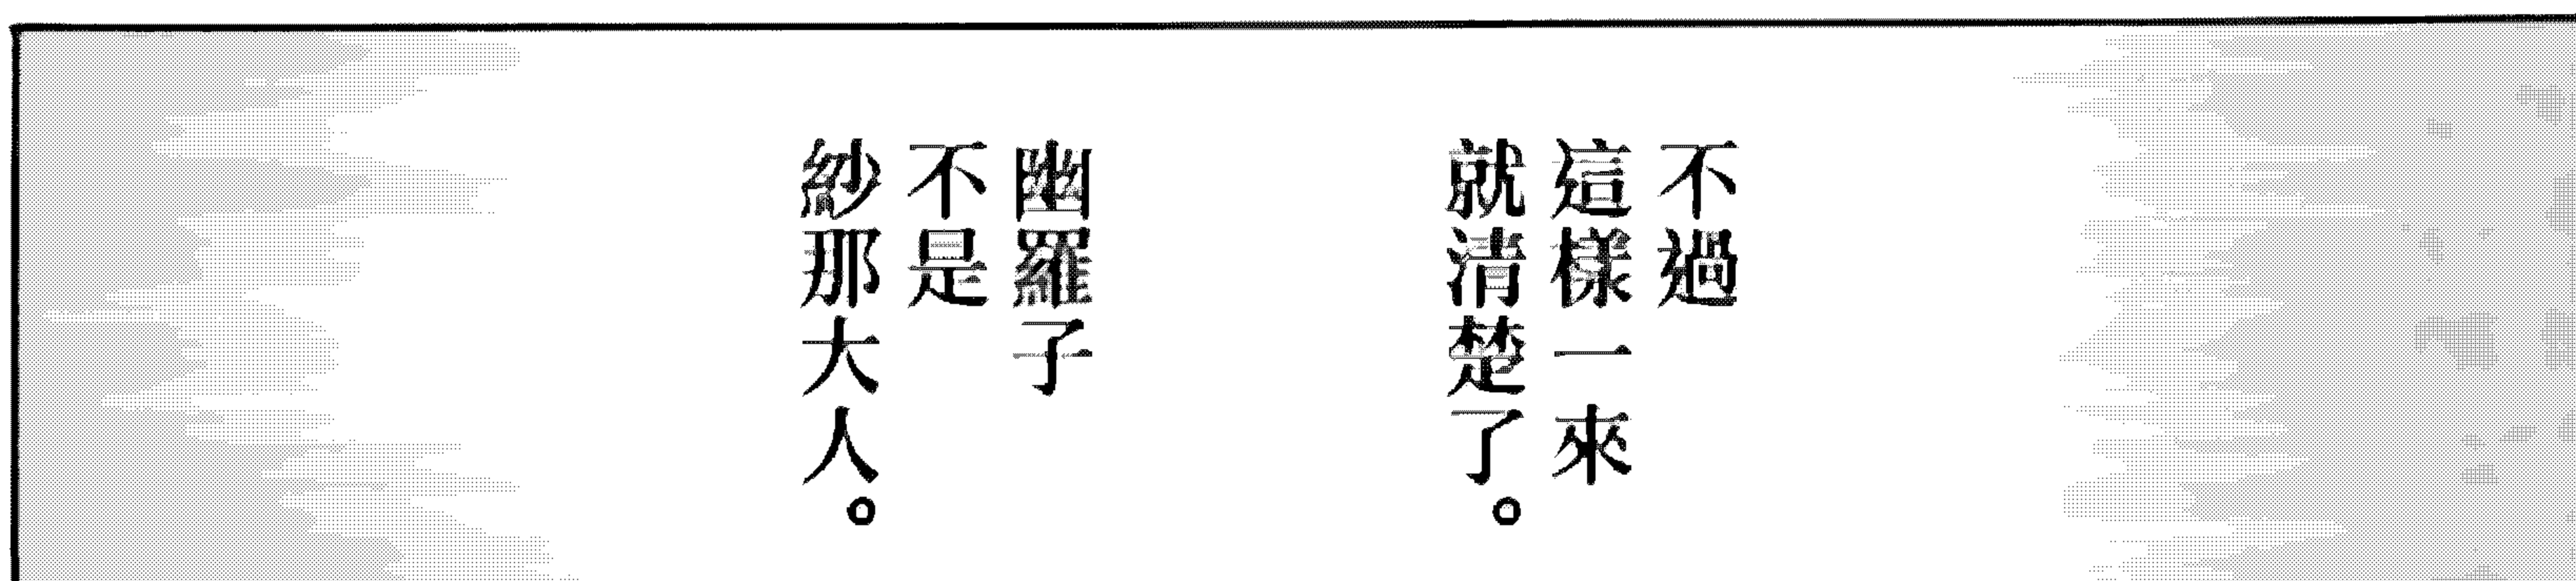 不過
這樣一來
就清楚了。
幽羅子
不是
紗那大人。